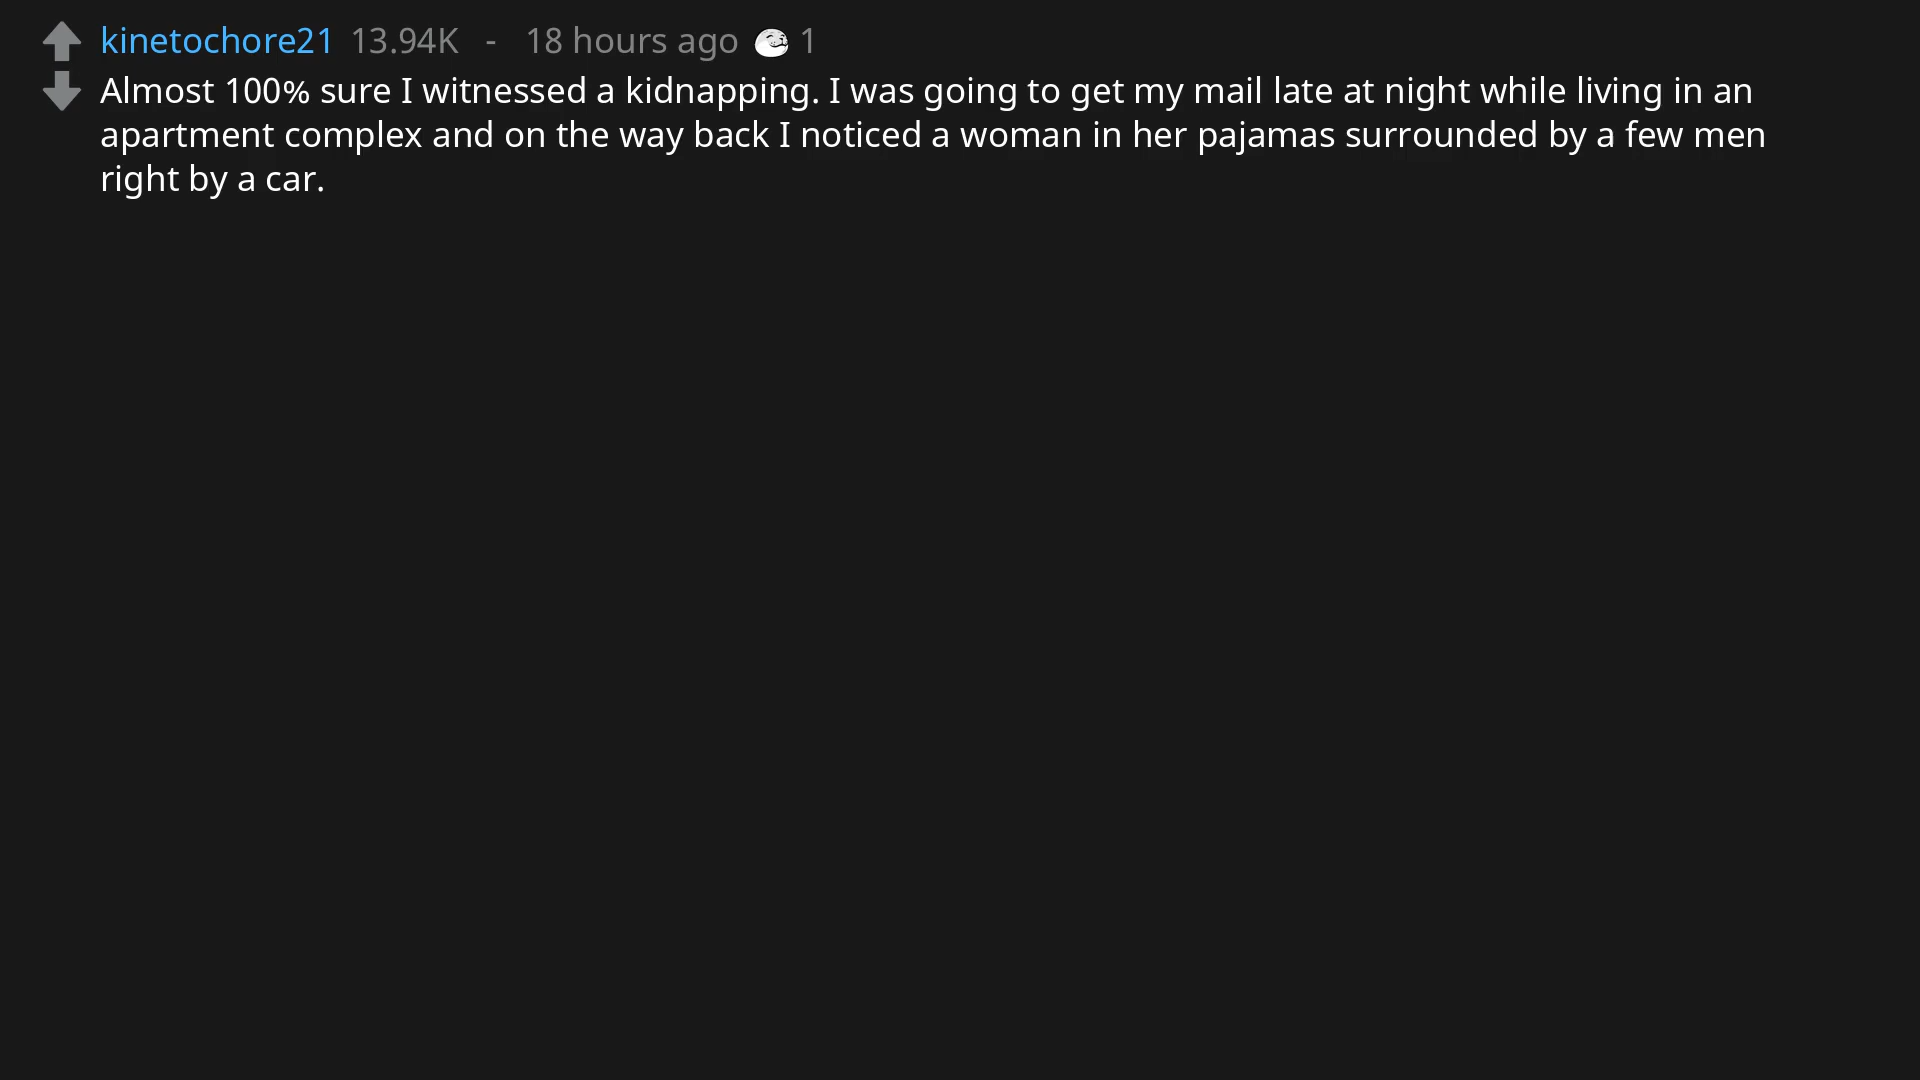 kinetochore21 13.94K - 18 hours ago 1
Almost 100% sure I witnessed a kidnapping. I was going to get my mail late at night while living in an
apartment complex and on the way back I noticed a woman in her pajamas surrounded by a few men
right by a car.